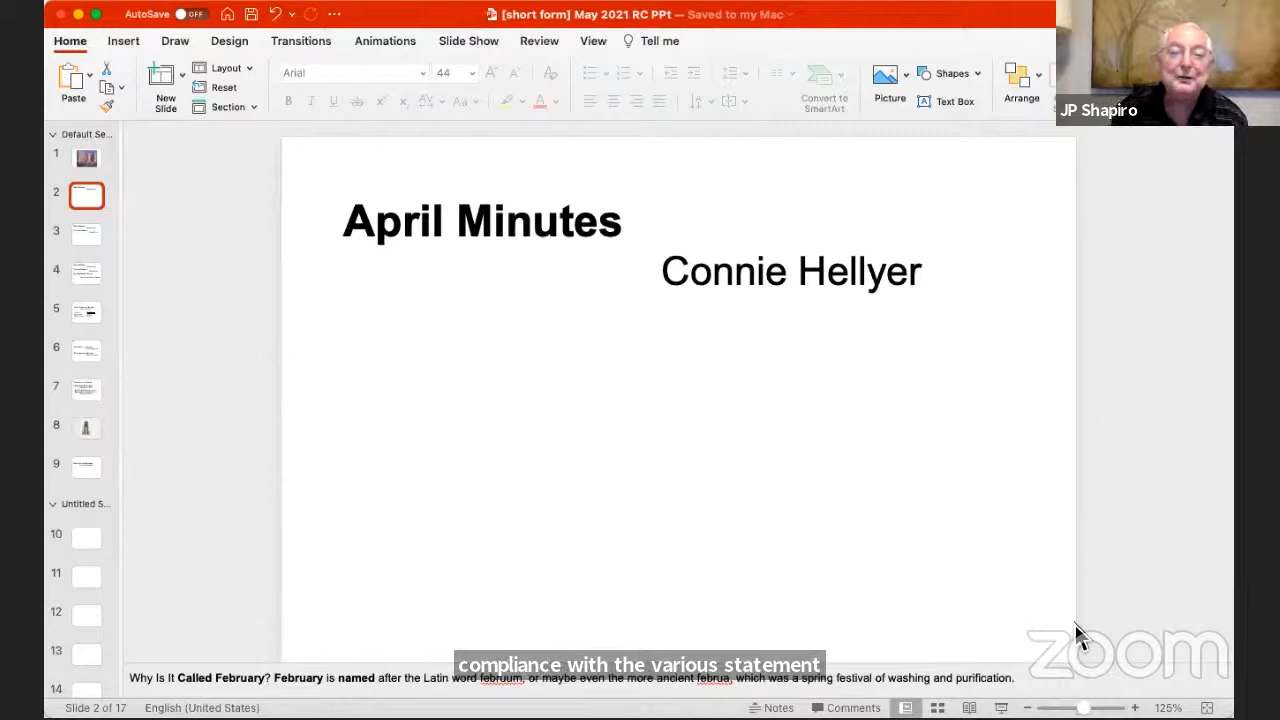 AutoSave OFF
[short form] May 2021 RC PPt — Saved to my Mac
Home Insert Draw Design Transitions Animations Slide Show Review View Tell me
Paste
New
Slide
Layout
Reset
Section
Arial 44
B I U ab X² X₂ AV Aa A
Convert to
SmartArt
Picture
Shapes
Text Box
Arrange
JP Shapiro
Default Se...
1
2
3
4
5
6
7
8
9
Untitled S...
10
11
12
13
14
April Minutes
Connie Hellyer
zoom
compliance with the various statement
Why Is It Called February? February is named after the Latin word februum, or maybe even the more ancient februa, which was a spring festival of washing and purification.
Slide 2 of 17 English (United States) Notes Comments 125%